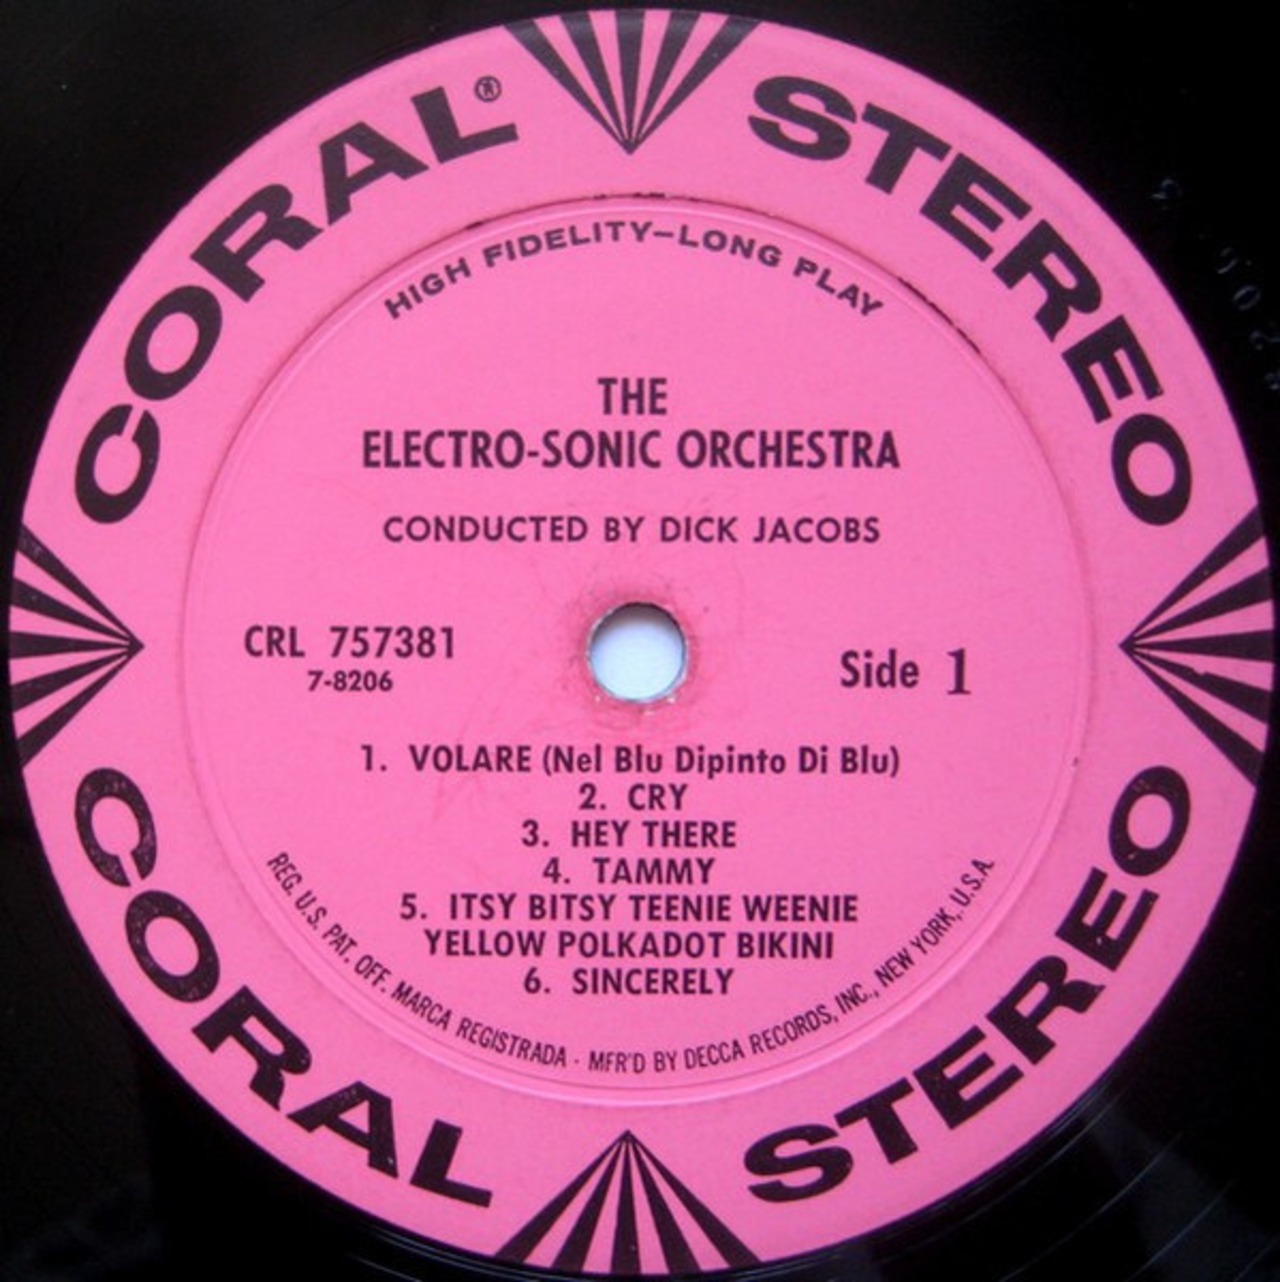 CORAL®
STEREO
HIGH FIDELITY–LONG PLAY
THE
ELECTRO-SONIC ORCHESTRA
CONDUCTED BY DICK JACOBS
CRL 757381
7-8206
Side 1
1. VOLARE (Nel Blu Dipinto Di Blu)
2. CRY
3. HEY THERE
4. TAMMY
5. ITSY BITSY TEENIE WEENIE
YELLOW POLKADOT BIKINI
6. SINCERELY
REG. U.S. PAT. OFF. MARCA REGISTRADA · MFR'D BY DECCA RECORDS, INC., NEW YORK, U.S.A.
CORAL
STEREO